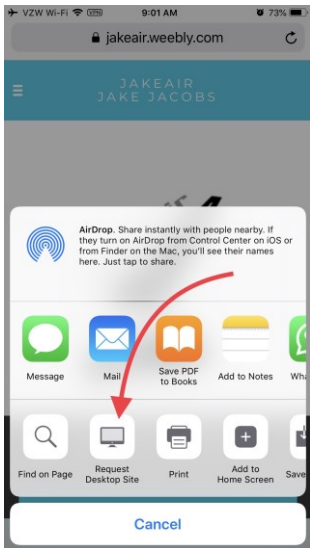 VZW Wi-Fi VPN 9:01 AM 73%
jakeair.weebly.com
JAKEAIR
JAKE JACOBS
AirDrop. Share instantly with people nearby. If
they turn on AirDrop from Control Center on iOS or
from Finder on the Mac, you'll see their names
here. Just tap to share.
Message
Mail
Save PDF
to Books
Add to Notes
Wha
Find on Page
Request
Desktop Site
Print
Add to
Home Screen
Save
Cancel